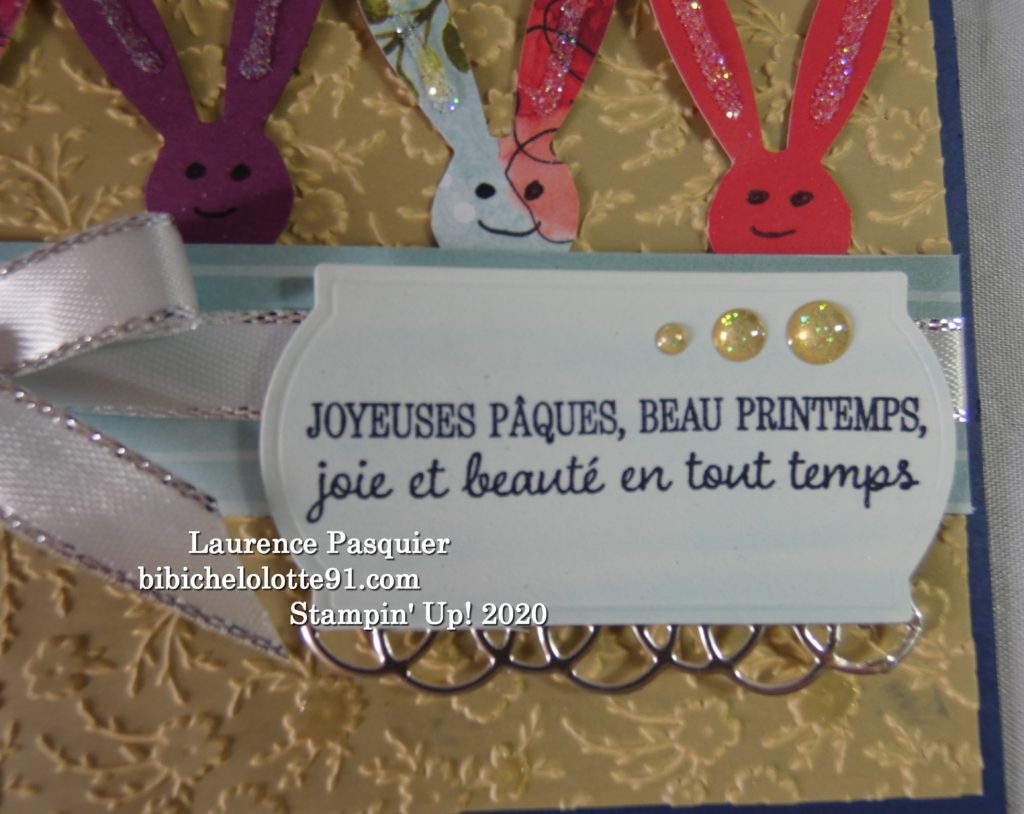 JOYEUSES PÂQUES, BEAU PRINTEMPS,
joie et beauté en tout temps
Laurence Pasquier
bibichelolotte91.com
Stampin' Up! 2020